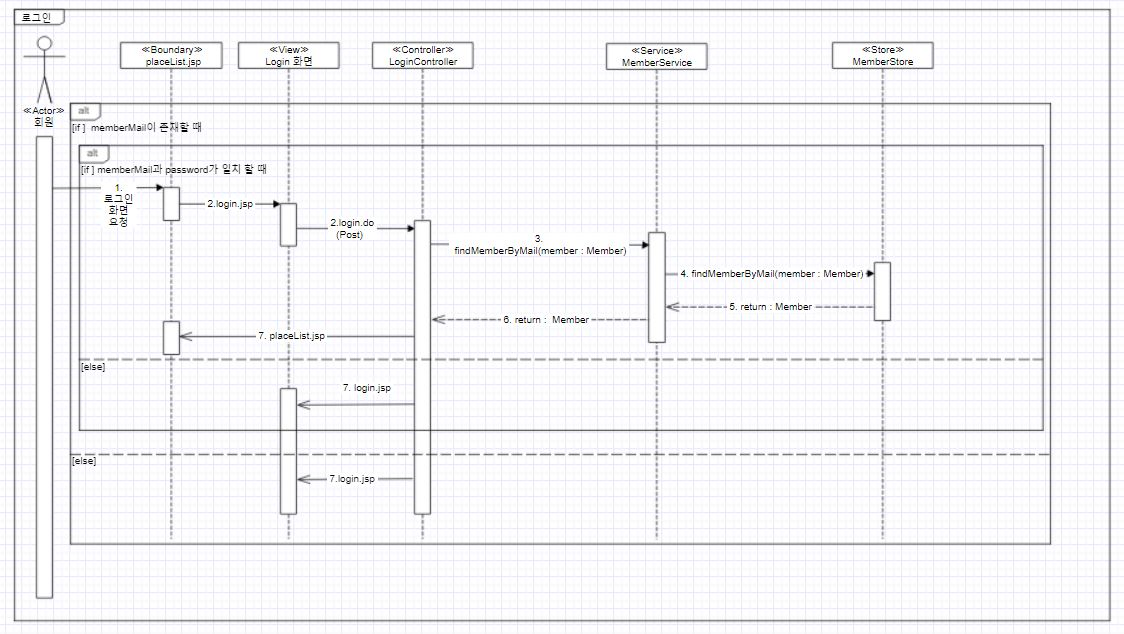 로그인
≪Boundary≫
placeList.jsp
≪View≫
Login 화면
≪Controller≫
LoginController
≪Service≫
MemberService
≪Store≫
MemberStore
≪Actor≫
회원
alt
[if ] memberMail이 존재할 때
alt
[if ] memberMail과 password가 일치 할 때
1.
로그인
화면
요청
2.login.jsp
2.login.do
(Post)
3.
findMemberByMail(member : Member)
4. findMemberByMail(member : Member)
5. return : Member
6. return : Member
7. placeList.jsp
[else]
7. login.jsp
[else]
7.login.jsp